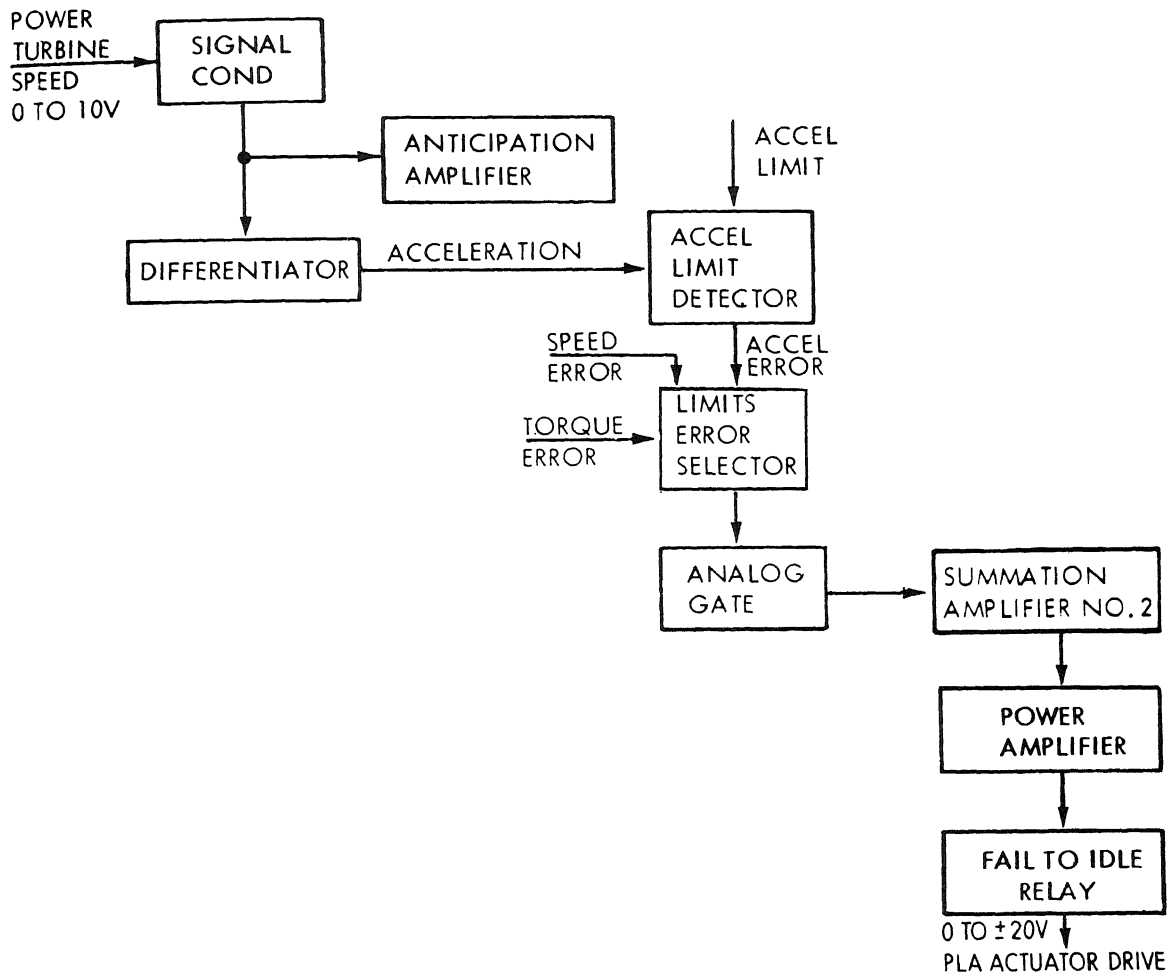 POWER
TURBINE
SPEED
0 TO 10V
SIGNAL
COND
ANTICIPATION
AMPLIFIER
ACCEL
LIMIT
DIFFERENTIATOR
ACCELERATION
ACCEL
LIMIT
DETECTOR
SPEED
ERROR
ACCEL
ERROR
TORQUE
ERROR
LIMITS
ERROR
SELECTOR
ANALOG
GATE
SUMMATION
AMPLIFIER NO. 2
POWER
AMPLIFIER
FAIL TO IDLE
RELAY
0 TO ±20V
PLA ACTUATOR DRIVE